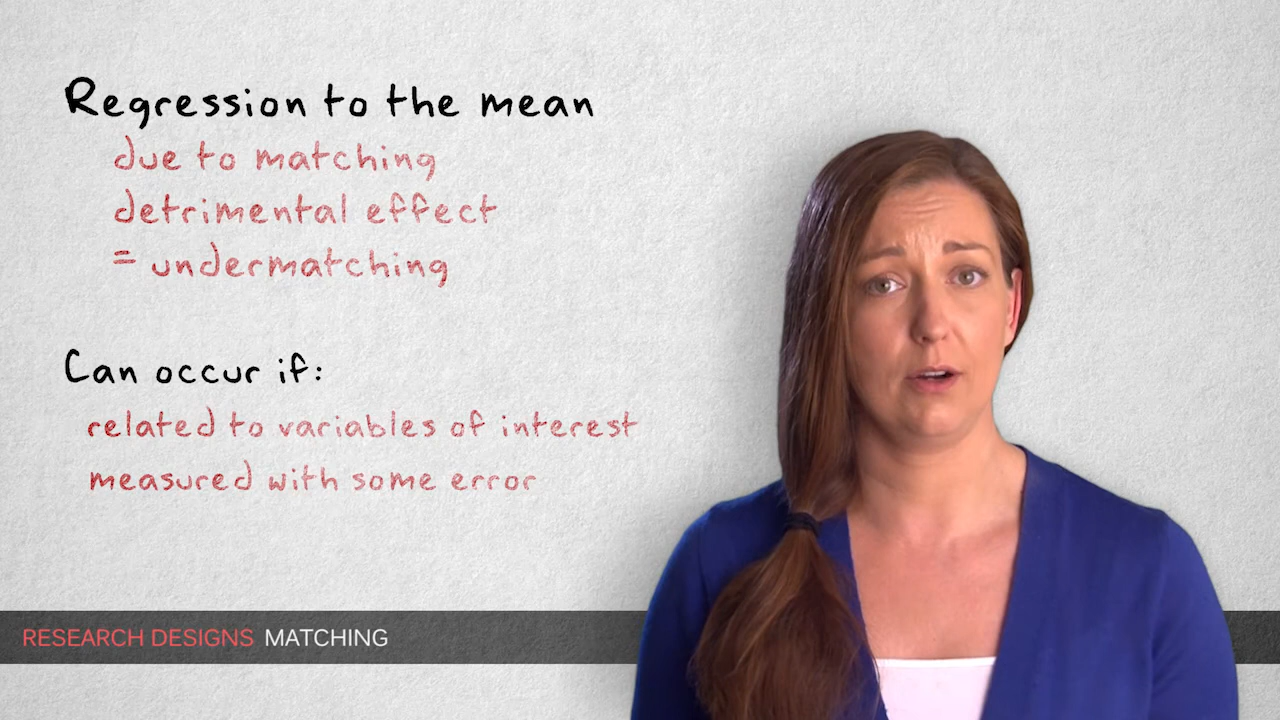 Regression to the mean
due to matching
detrimental effect
= undermatching
Can occur if:
related to variables of interest
measured with some error
RESEARCH DESIGNS MATCHING